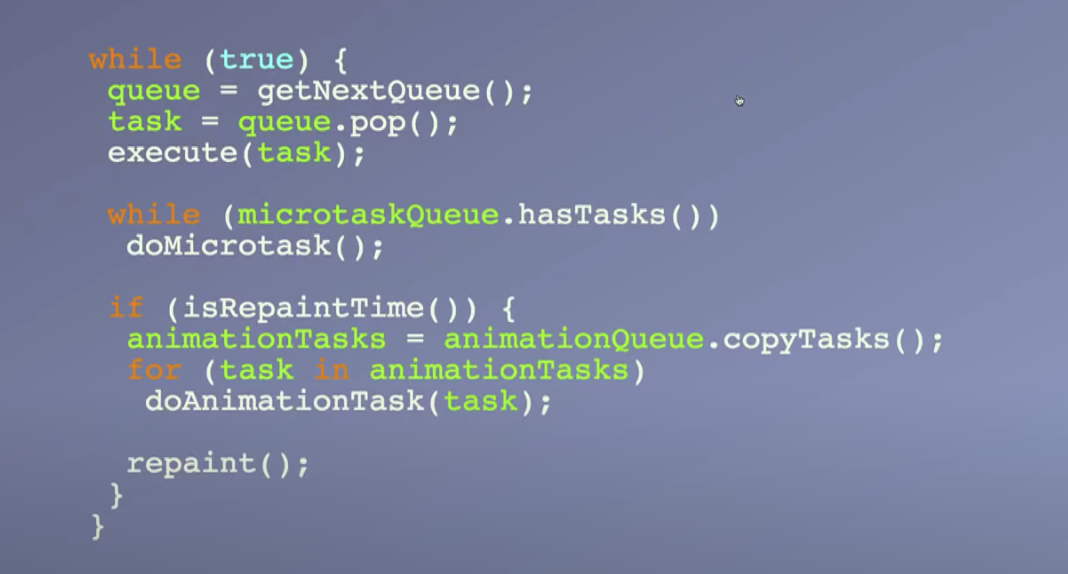 while (true) {
queue = getNextQueue();
task = queue.pop();
execute(task);
while (microtaskQueue.hasTasks())
doMicrotask();
if (isRepaintTime()) {
animationTasks = animationQueue.copyTasks();
for (task in animationTasks)
doAnimationTask(task);
repaint();
}
}